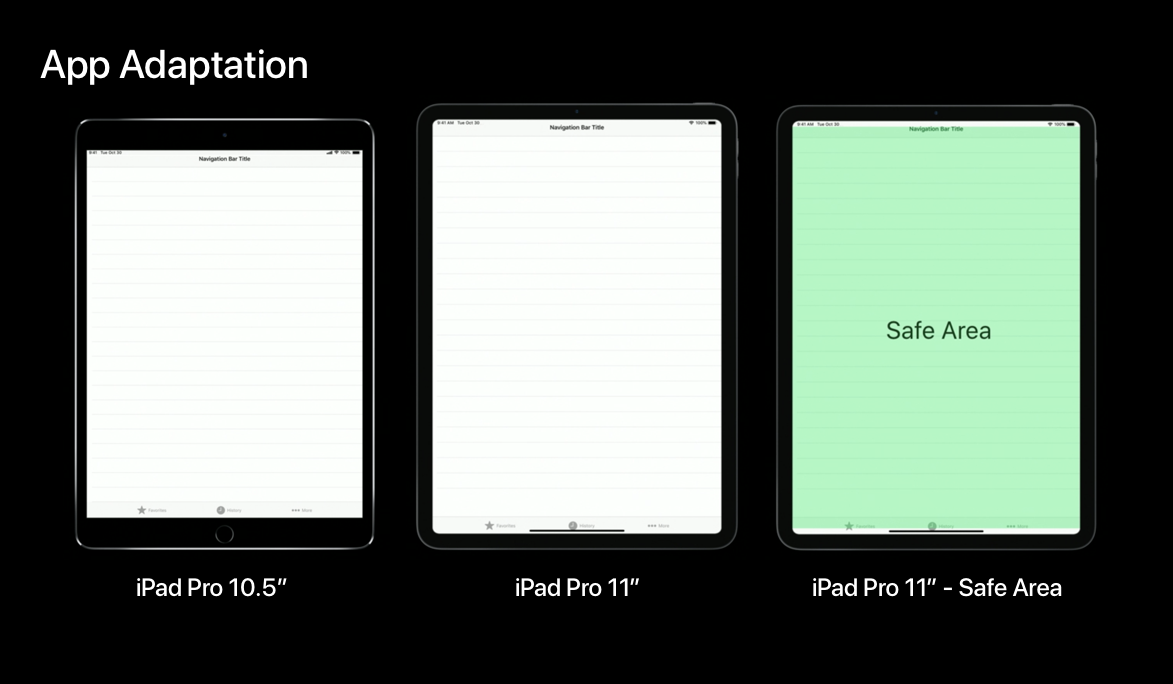 App Adaptation
9:41 Tue Oct 30
100%
Navigation Bar Title
Favorites
History
More
9:41 AM Tue Oct 30
100%
Navigation Bar Title
Favorites
History
More
9:41 AM Tue Oct 30
100%
Navigation Bar Title
Safe Area
Favorites
History
More
iPad Pro 10.5″
iPad Pro 11″
iPad Pro 11″ - Safe Area